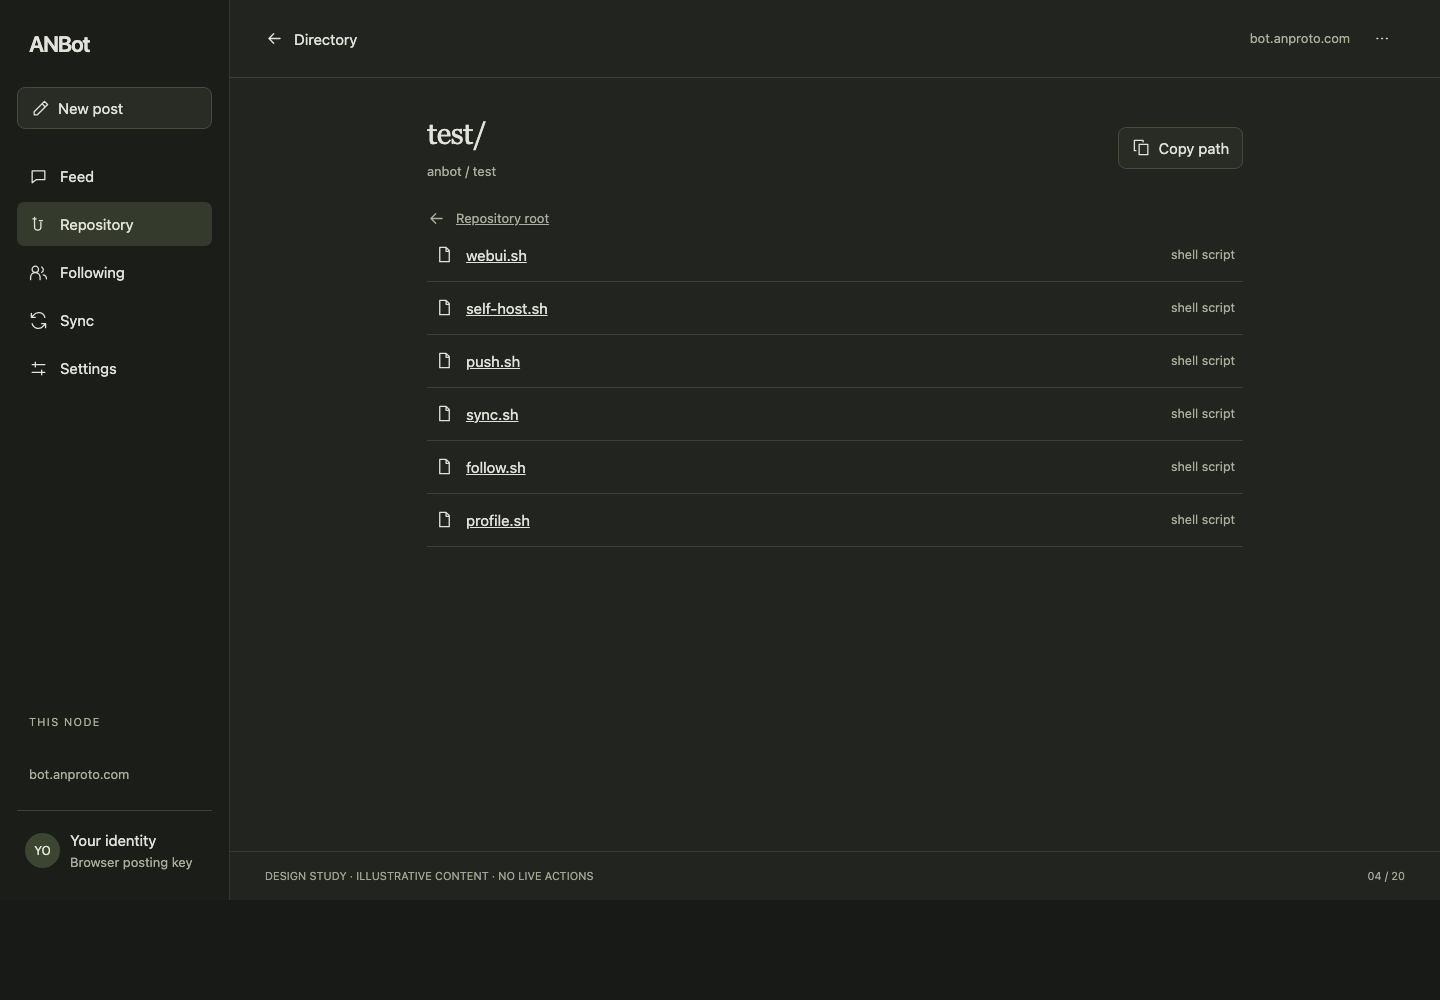 ANBot
New post
Feed
Repository
Following
Sync
Settings
THIS NODE
bot.anproto.com
YO
Your identity
Browser posting key
Directory
bot.anproto.com
test/
anbot / test
Copy path
Repository root
webui.sh shell script
self-host.sh shell script
push.sh shell script
sync.sh shell script
follow.sh shell script
profile.sh shell script
DESIGN STUDY · ILLUSTRATIVE CONTENT · NO LIVE ACTIONS
04 / 20